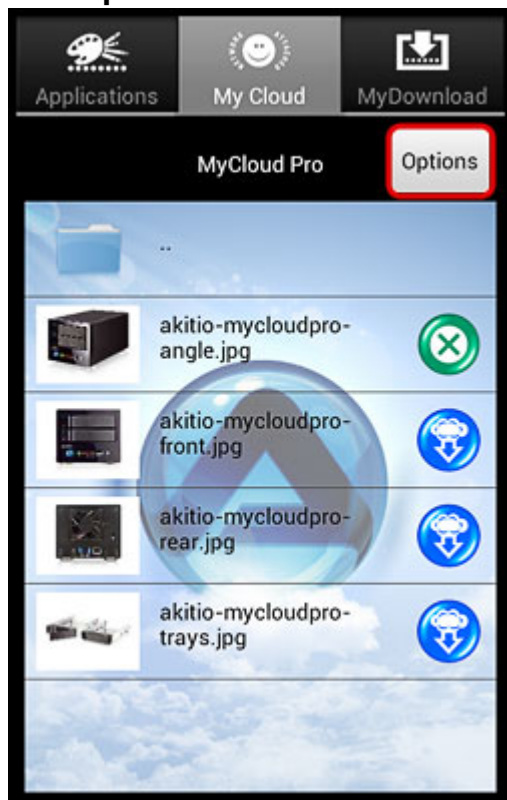 Applications
My Cloud
MyDownload
MyCloud Pro
Options
..
akitio-mycloudpro-
angle.jpg
akitio-mycloudpro-
front.jpg
akitio-mycloudpro-
rear.jpg
akitio-mycloudpro-
trays.jpg